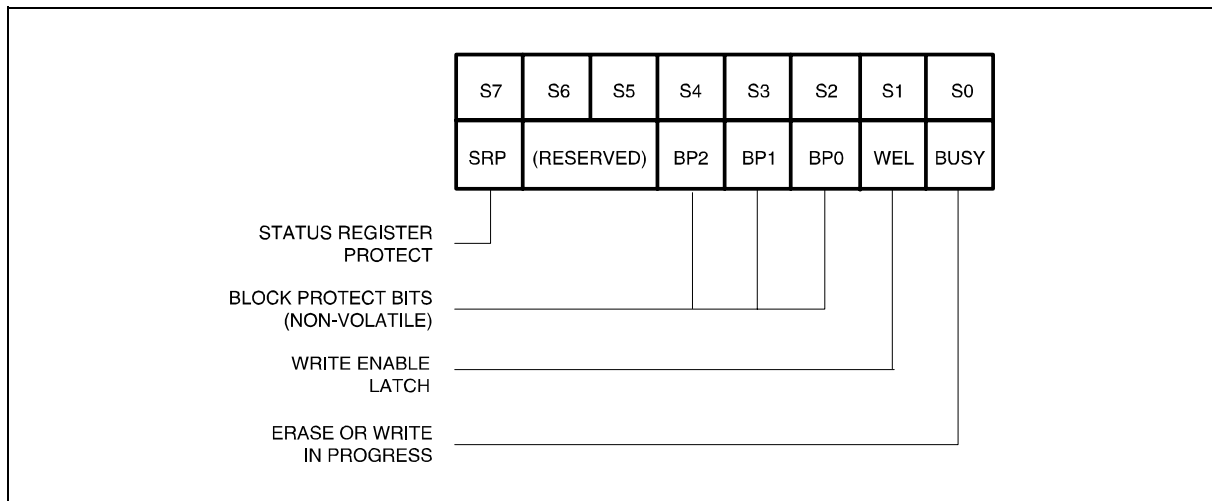 S7 S6 S5 S4 S3 S2 S1 S0
SRP (RESERVED) BP2 BP1 BP0 WEL BUSY
STATUS REGISTER
PROTECT
BLOCK PROTECT BITS
(NON-VOLATILE)
WRITE ENABLE
LATCH
ERASE OR WRITE
IN PROGRESS